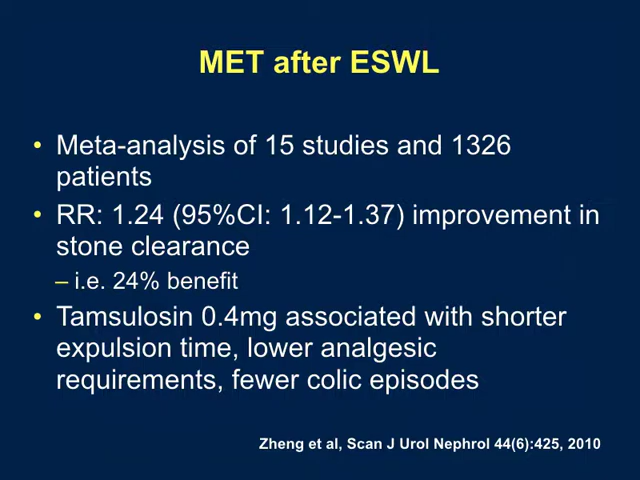 MET after ESWL
• Meta-analysis of 15 studies and 1326
patients
• RR: 1.24 (95%CI: 1.12-1.37) improvement in
stone clearance
– i.e. 24% benefit
• Tamsulosin 0.4mg associated with shorter
expulsion time, lower analgesic
requirements, fewer colic episodes
Zheng et al, Scan J Urol Nephrol 44(6):425, 2010